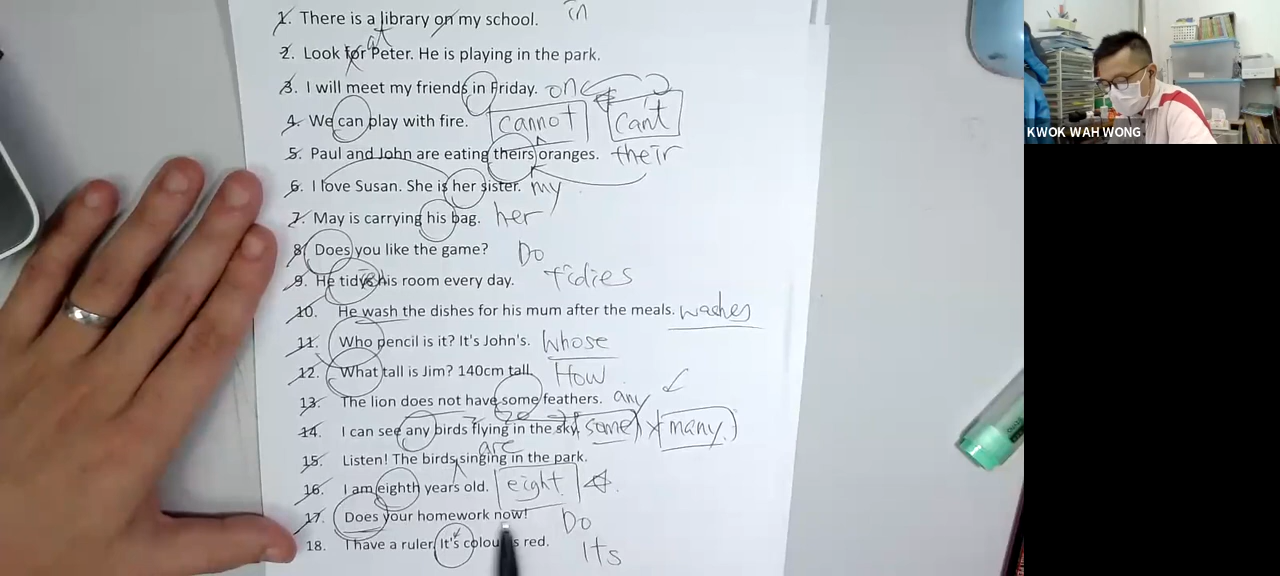 1. There is a library on my school. in
at
2. Look for Peter. He is playing in the park.
3. I will meet my friends in Friday. on
4. We can play with fire. cannot can't
5. Paul and John are eating theirs oranges. their
6. I love Susan. She is her sister. my
7. May is carrying his bag. her
8. Does you like the game? Do
9. He tidys his room every day. tidies
10. He wash the dishes for his mum after the meals. washes
11. Who pencil is it? It's John's. Whose
12. What tall is Jim? 140cm tall. How
13. The lion does not have some feathers. any
14. I can see any birds flying in the sky. some many
are
15. Listen! The birds singing in the park.
16. I am eighth years old. eight
17. Does your homework now! Do
18. I have a ruler. It's colour is red. Its
KWOK WAH WONG